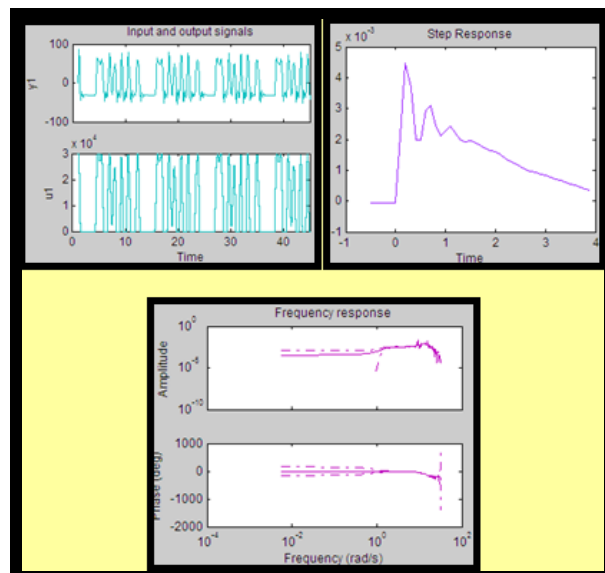 Input and output signals
100
0
-100
y1
x 10^4
3
2
1
0
u1
0 10 20 30 40
Time
Step Response
x 10^-3
5
4
3
2
1
0
-1
-1 0 1 2 3 4
Time
Frequency response
10^0
10^-5
10^-10
Amplitude
1000
0
-1000
-2000
Phase (deg)
10^-4 10^-2 10^0 10^2
Frequency (rad/s)